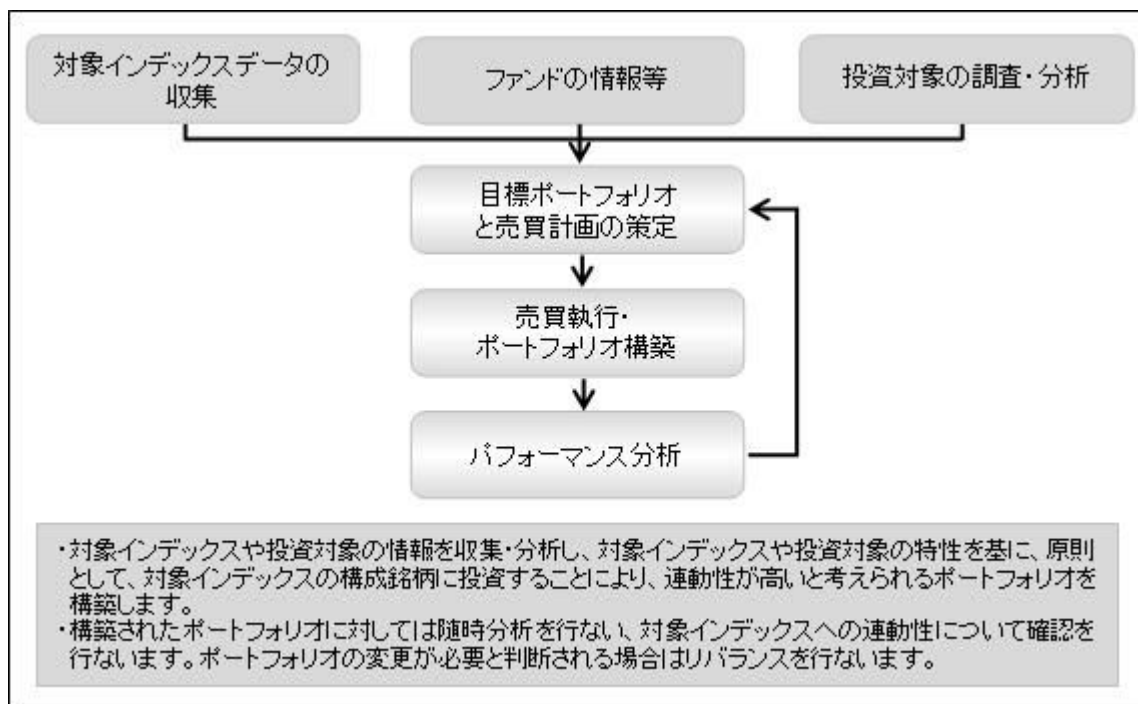 対象インデックスデータの
収集
ファンドの情報等
投資対象の調査・分析
目標ポートフォリオ
と売買計画の策定
売買執行・
ポートフォリオ構築
パフォーマンス分析
・対象インデックスや投資対象の情報を収集・分析し、対象インデックスや投資対象の特性を基に、原則
として、対象インデックスの構成銘柄に投資することにより、連動性が高いと考えられるポートフォリオを
構築します。
・構築されたポートフォリオに対しては随時分析を行ない、対象インデックスへの連動性について確認を
行ないます。ポートフォリオの変更が必要と判断される場合はリバランスを行ないます。